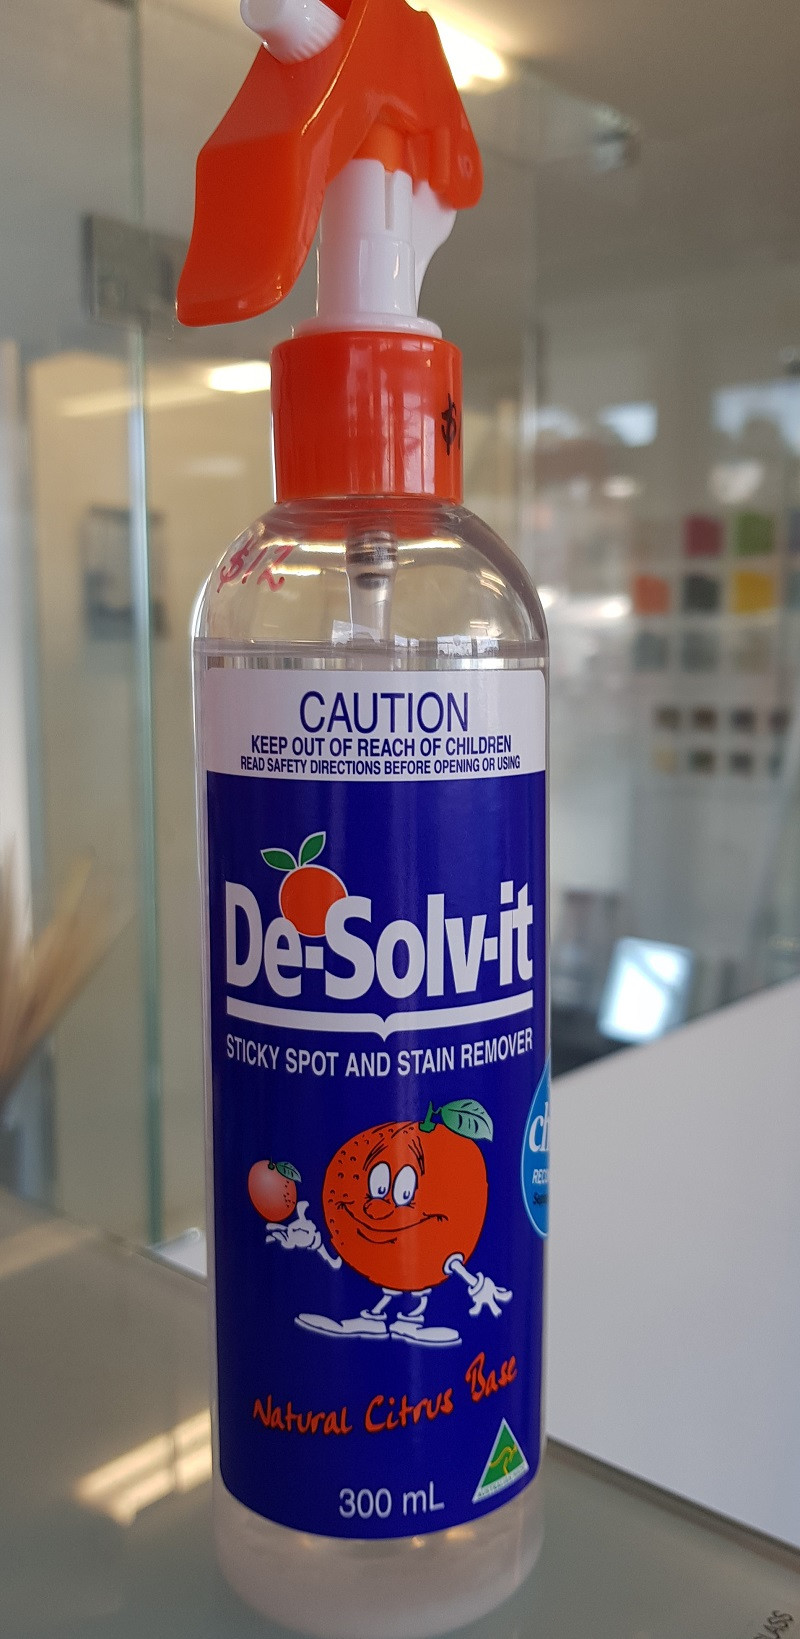 $
$12
CAUTION
KEEP OUT OF REACH OF CHILDREN
READ SAFETY DIRECTIONS BEFORE OPENING OR USING
De-Solv-it
STICKY SPOT AND STAIN REMOVER
Natural Citrus Base
300 mL